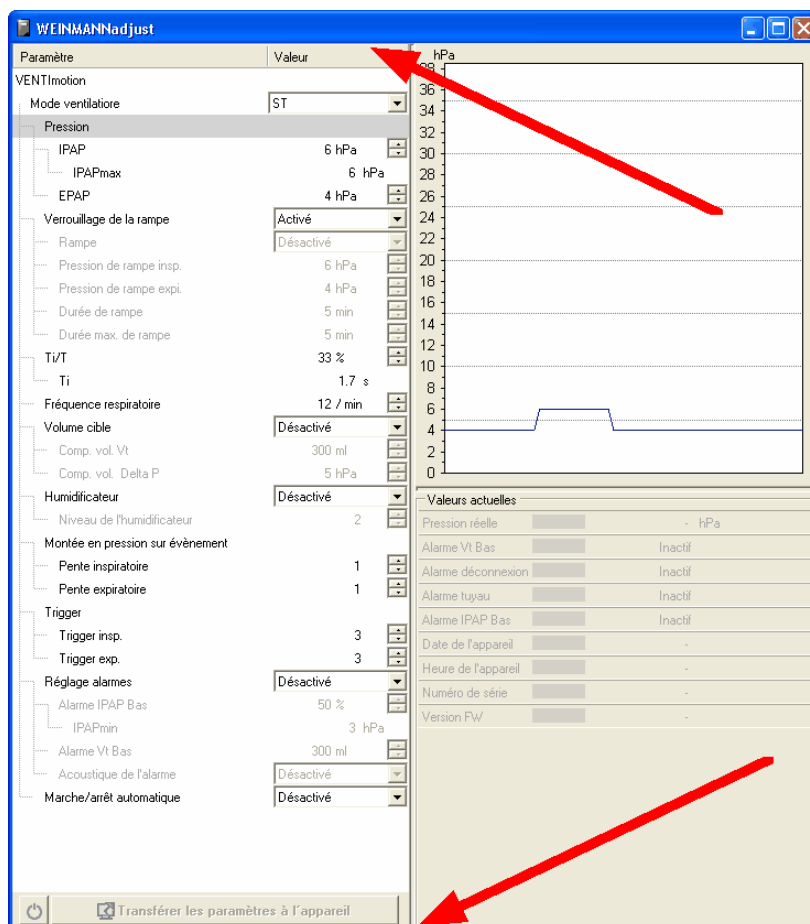 WEINMANNadjust
Paramètre Valeur
VENTImotion
Mode ventilatiore ST
Pression
IPAP 6 hPa
IPAPmax 6 hPa
EPAP 4 hPa
Verrouillage de la rampe Activé
Rampe Désactivé
Pression de rampe insp. 6 hPa
Pression de rampe expi. 4 hPa
Durée de rampe 5 min
Durée max. de rampe 5 min
Ti/T 33 %
Ti 1.7 s
Fréquence respiratoire 12 / min
Volume cible Désactivé
Comp. vol. Vt 300 ml
Comp. vol. Delta P 5 hPa
Humidificateur Désactivé
Niveau de l'humidificateur 2
Montée en pression sur évènement
Pente inspiratoire 1
Pente expiratoire 1
Trigger
Trigger insp. 3
Trigger exp. 3
Réglage alarmes Désactivé
Alarme IPAP Bas 50 %
IPAPmin 3 hPa
Alarme Vt Bas 300 ml
Acoustique de l'alarme Désactivé
Marche/arrêt automatique Désactivé
Transférer les paramètres à l'appareil
hPa
38
36
34
32
30
28
26
24
22
20
18
16
14
12
10
8
6
4
2
0
Valeurs actuelles
Pression réelle - hPa
Alarme Vt Bas Inactif
Alarme déconnexion Inactif
Alarme tuyau Inactif
Alarme IPAP Bas Inactif
Date de l'appareil -
Heure de l'appareil -
Numéro de série -
Version FW -